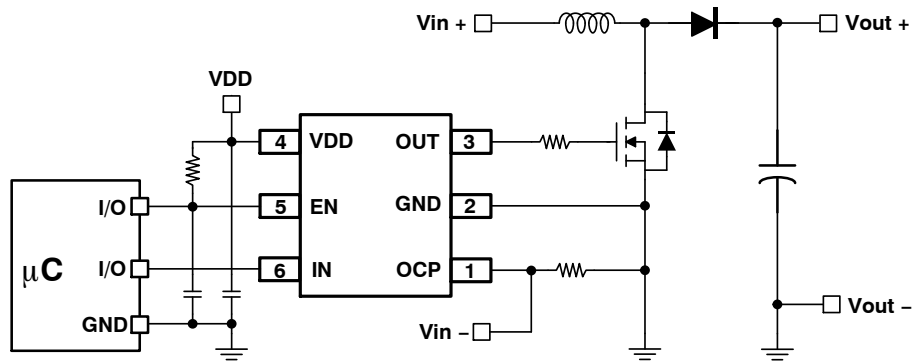 Vin + Vout +
VDD
4 VDD OUT 3
I/O 5 EN GND 2
μC I/O 6 IN OCP 1
GND Vin − Vout −